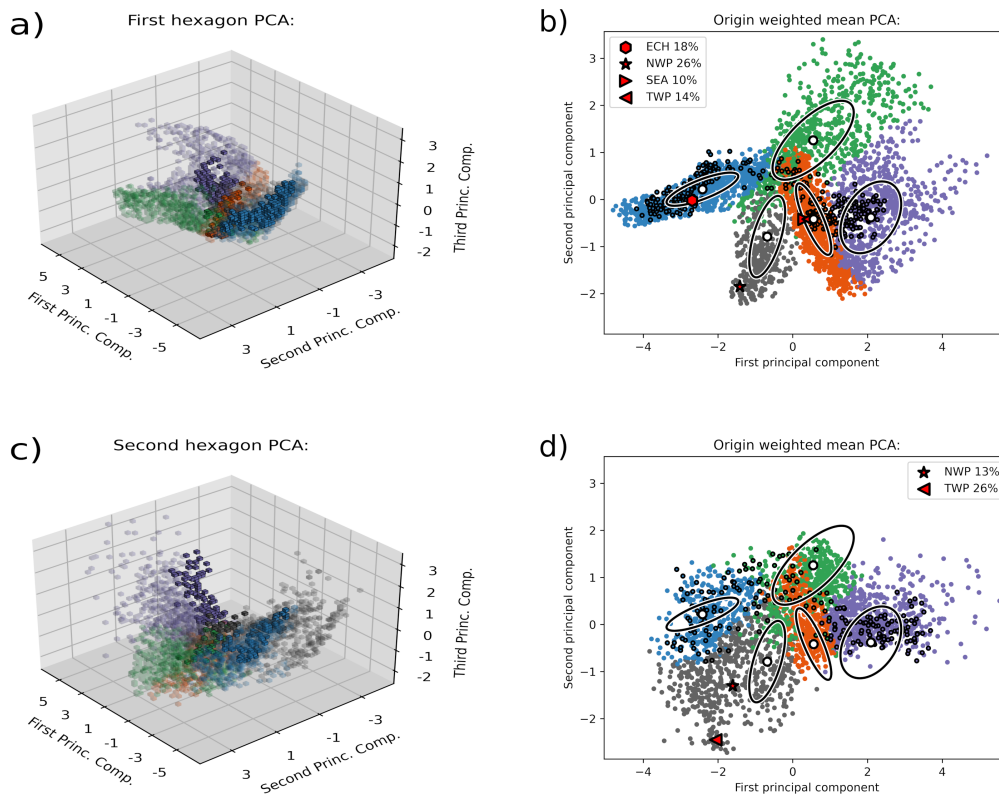 a)
First hexagon PCA:
3
2
1
0
-1
-2
Third Princ. Comp.
5
3
1
-1
-3
-5
First Princ. Comp.
3
1
-1
-3
Second Princ. Comp.
b)
Origin weighted mean PCA:
ECH 18%
NWP 26%
SEA 10%
TWP 14%
3
2
1
0
−1
−2
Second principal component
−4
−2
0
2
4
First principal component
c)
Second hexagon PCA:
3
2
1
0
-1
-2
Third Princ. Comp.
5
3
1
-1
-3
-5
First Princ. Comp.
3
1
-1
-3
Second Princ. Comp.
d)
Origin weighted mean PCA:
NWP 13%
TWP 26%
3
2
1
0
−1
−2
Second principal component
−4
−2
0
2
4
First principal component